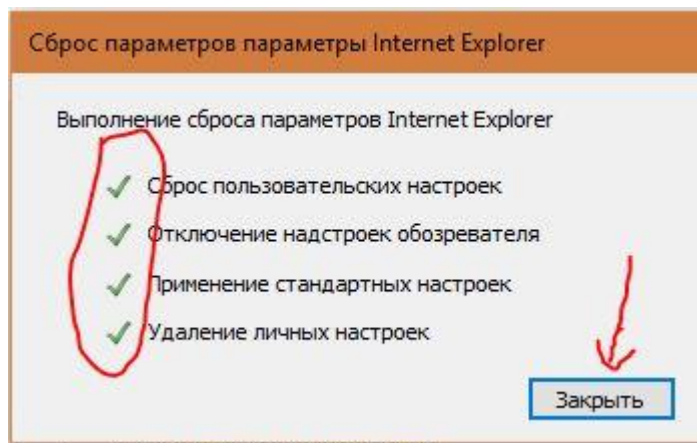 Сброс параметров параметры Internet Explorer
Выполнение сброса параметров Internet Explorer
Сброс пользовательских настроек
Отключение надстроек обозревателя
Применение стандартных настроек
Удаление личных настроек
Закрыть